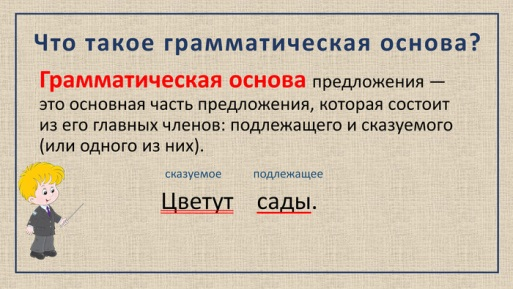 Что такое грамматическая основа?
Грамматическая основа предложения —
это основная часть предложения, которая состоит
из его главных членов: подлежащего и сказуемого
(или одного из них).
сказуемое подлежащее
Цветут сады.